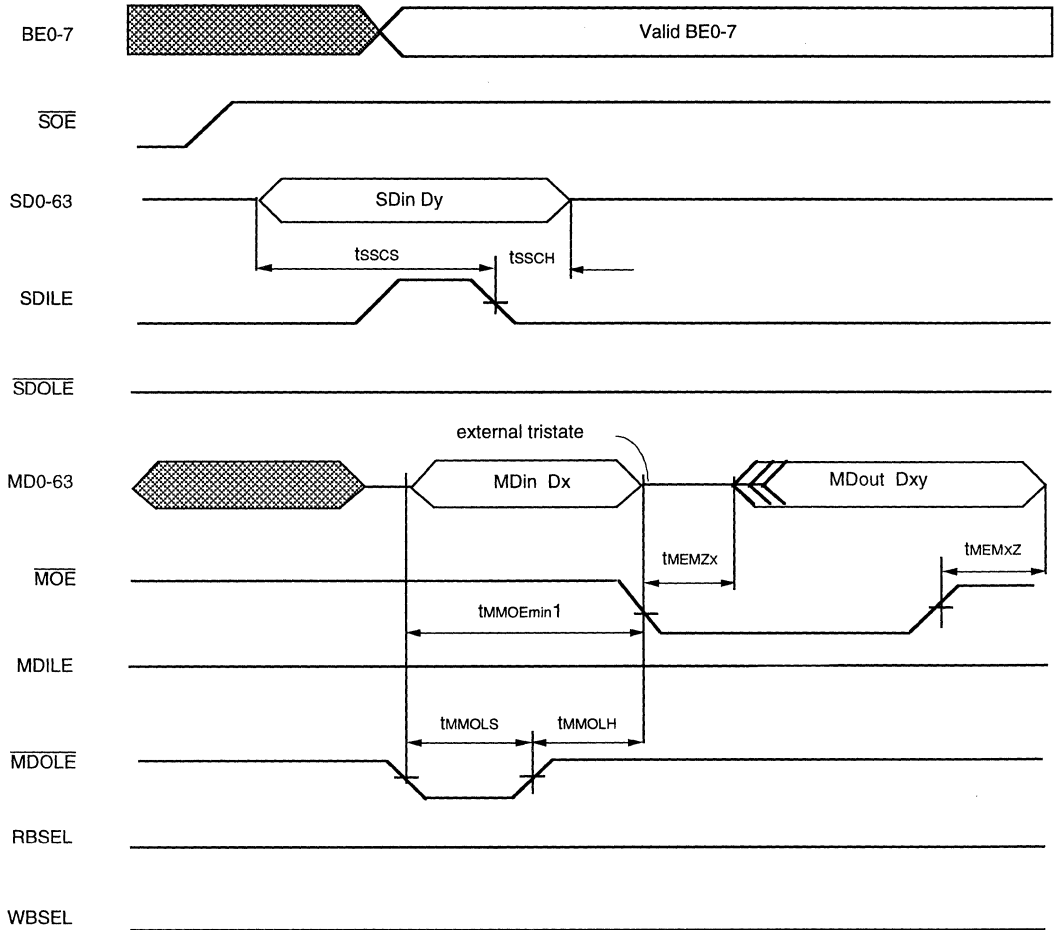 BE0-7
Valid BE0-7
SOE
SD0-63
SDin Dy
tSSCS
tSSCH
SDILE
SDOLE
external tristate
MD0-63
MDin Dx
MDout Dxy
tMEMZx
tMEMxZ
MOE
tMMOEmin1
MDILE
tMMOLS
tMMOLH
MDOLE
RBSEL
WBSEL